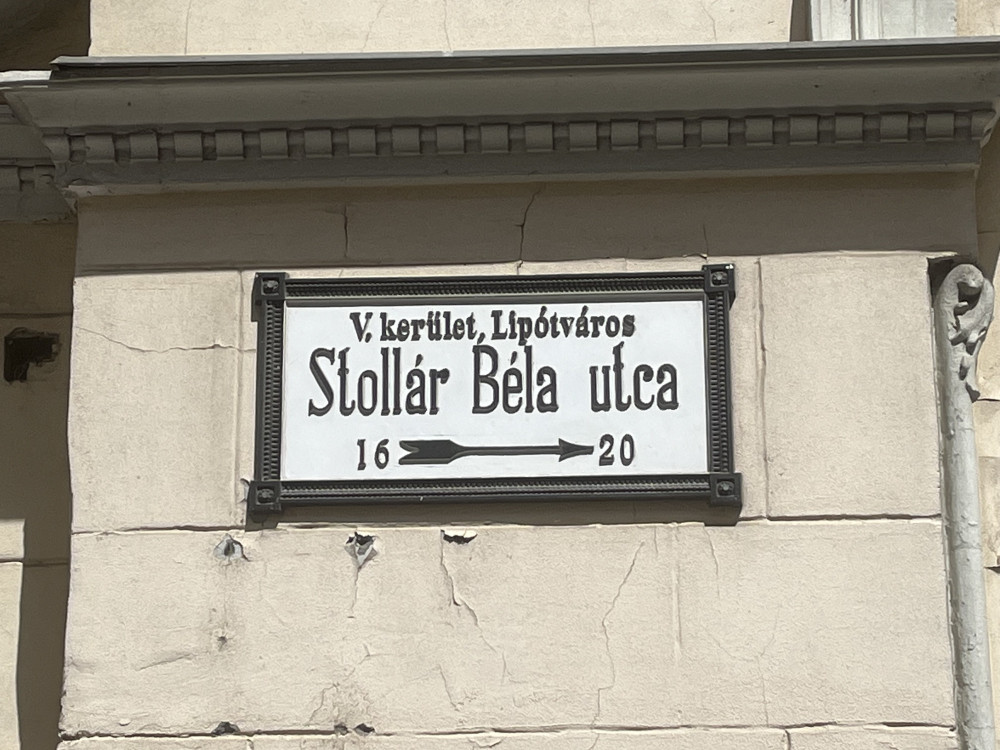 V. kerület, Lipótváros
Stollár Béla utca
16 20